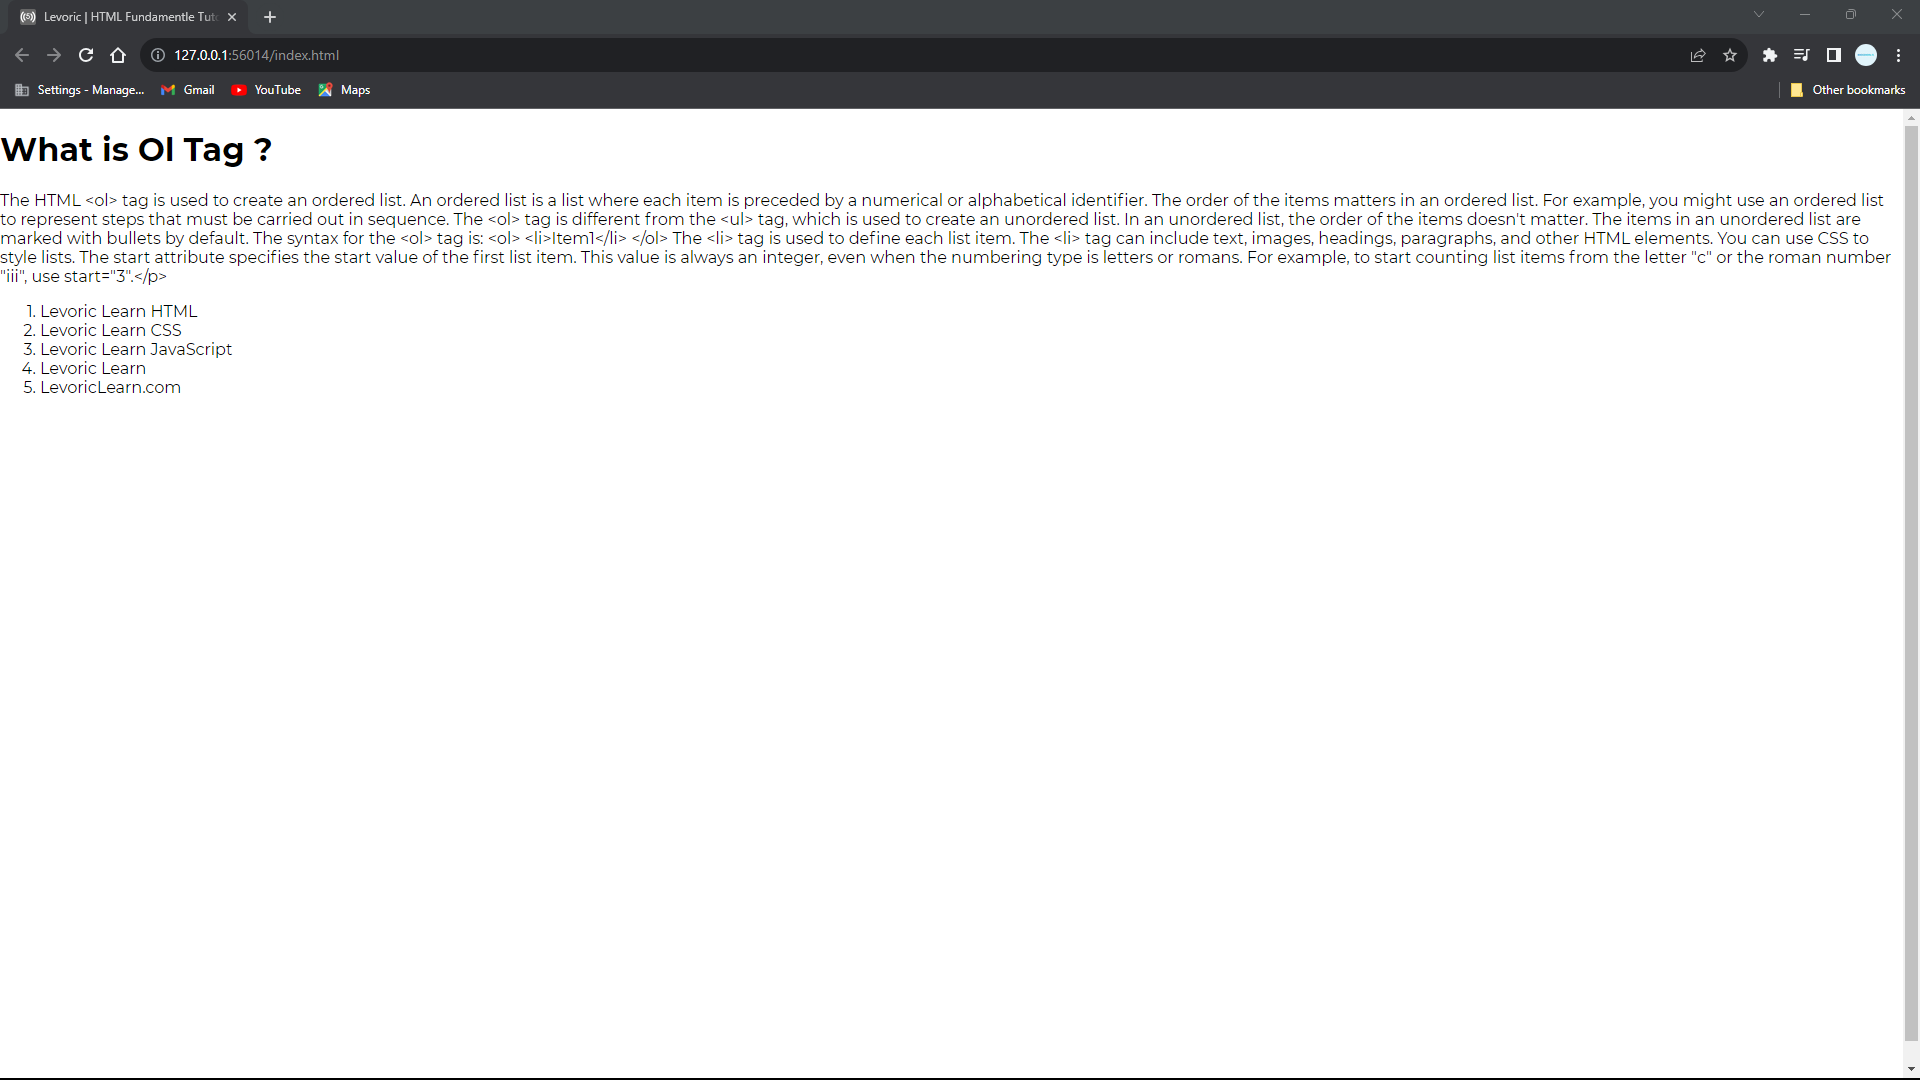 Levoric | HTML Fundamentle Tut
127.0.0.1:56014/index.html
Settings - Manage... Gmail YouTube Maps Other bookmarks
What is Ol Tag ?
The HTML <ol> tag is used to create an ordered list. An ordered list is a list where each item is preceded by a numerical or alphabetical identifier. The order of the items matters in an ordered list. For example, you might use an ordered list
to represent steps that must be carried out in sequence. The <ol> tag is different from the <ul> tag, which is used to create an unordered list. In an unordered list, the order of the items doesn't matter. The items in an unordered list are
marked with bullets by default. The syntax for the <ol> tag is: <ol> <li>Item1</li> </ol> The <li> tag is used to define each list item. The <li> tag can include text, images, headings, paragraphs, and other HTML elements. You can use CSS to
style lists. The start attribute specifies the start value of the first list item. This value is always an integer, even when the numbering type is letters or romans. For example, to start counting list items from the letter "c" or the roman number
"iii", use start="3".</p>
1. Levoric Learn HTML
2. Levoric Learn CSS
3. Levoric Learn JavaScript
4. Levoric Learn
5. LevoricLearn.com